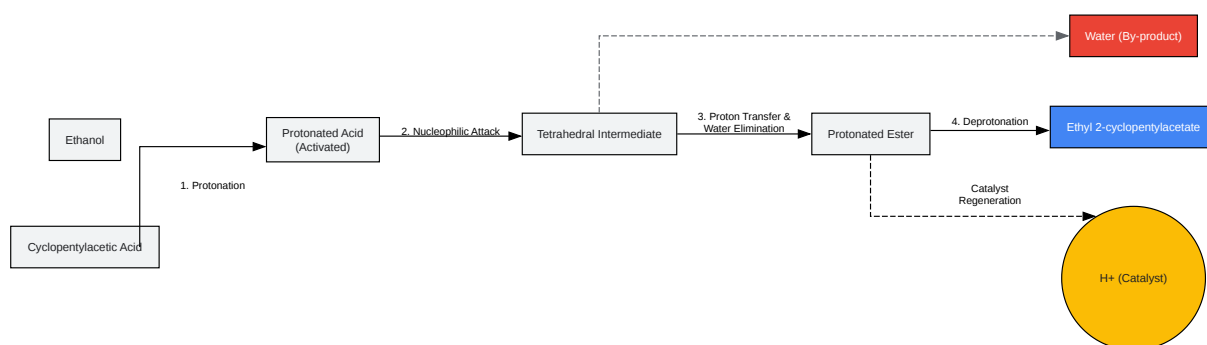 Water (By-product)
Ethanol
Protonated Acid
(Activated)
2. Nucleophilic Attack
Tetrahedral Intermediate
3. Proton Transfer &
Water Elimination
Protonated Ester
4. Deprotonation
Ethyl 2-cyclopentylacetate
1. Protonation
Cyclopentylacetic Acid
Catalyst
Regeneration
H+ (Catalyst)